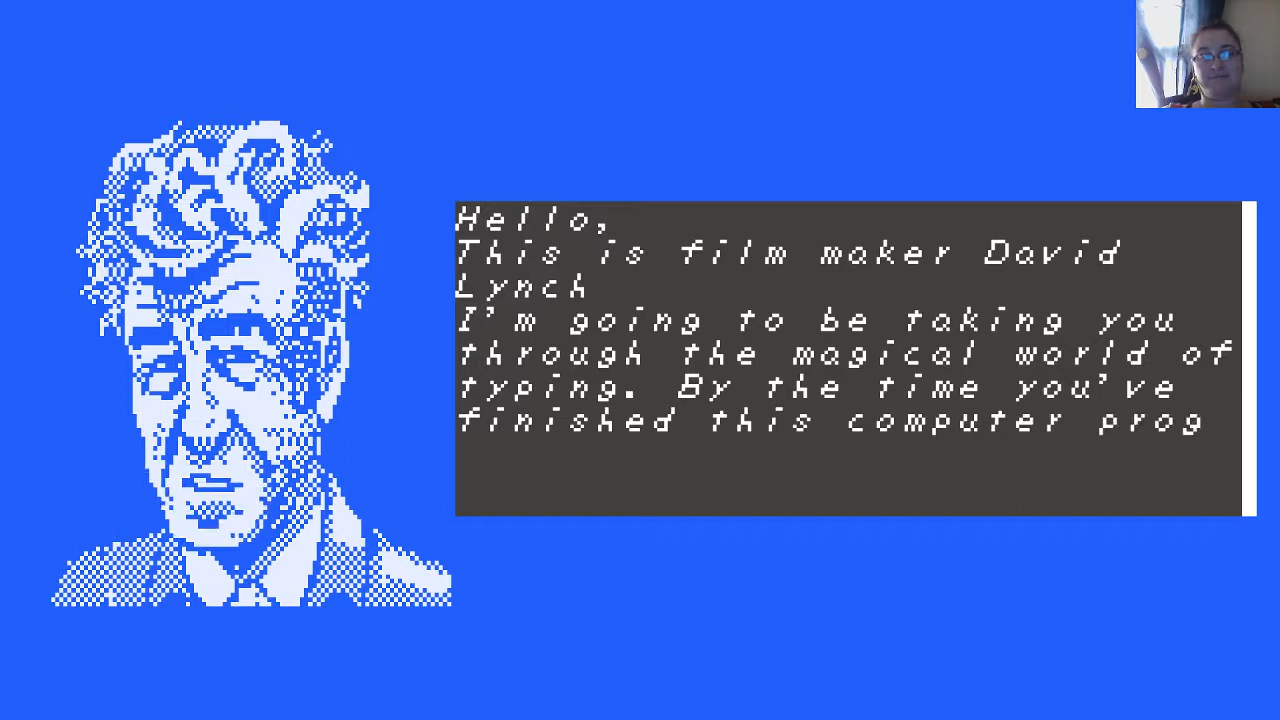 Hello,
This is film maker David
Lynch
I'm going to be taking you
through the magical world of
typing. By the time you've
finished this computer prog